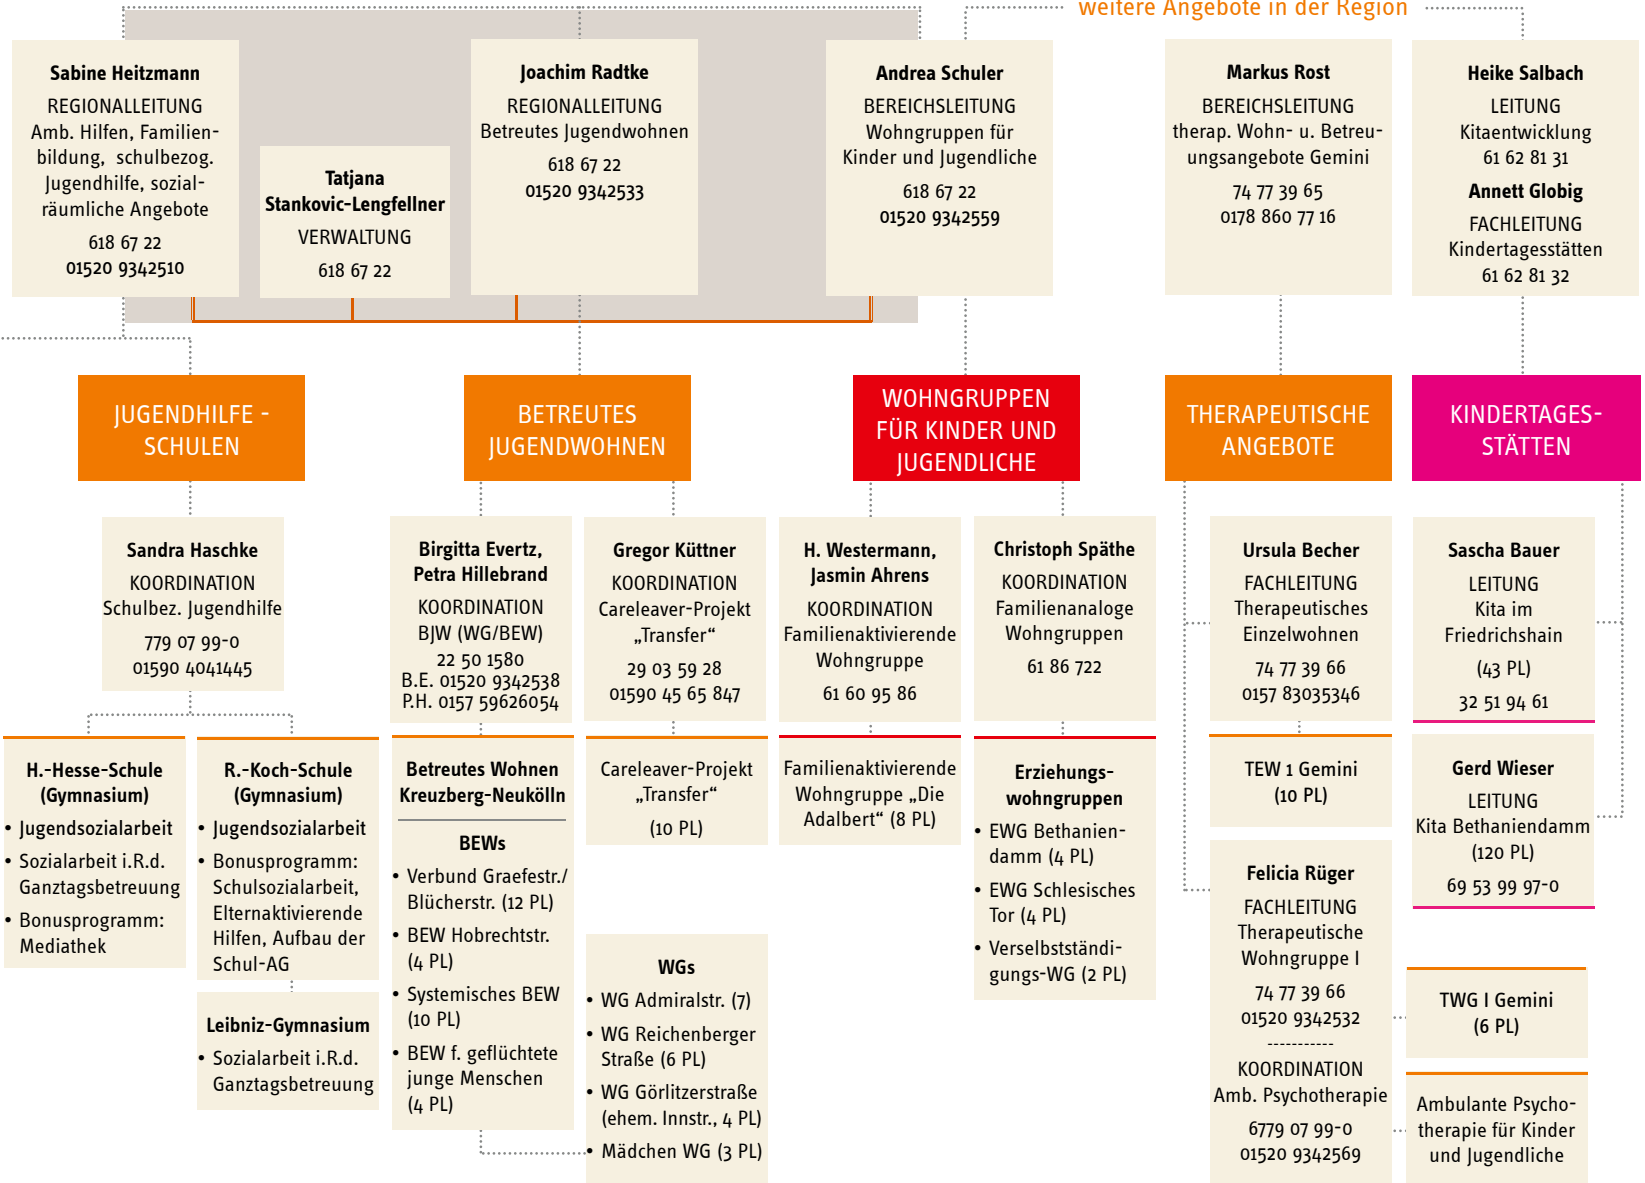 weitere Angebote in der Region
Sabine Heitzmann
REGIONALLEITUNG
Amb. Hilfen, Familien-
bildung, schulbezog.
Jugendhilfe, sozial-
räumliche Angebote
618 67 22
01520 9342510
Tatjana
Stankovic-Lengfellner
VERWALTUNG
618 67 22
Joachim Radtke
REGIONALLEITUNG
Betreutes Jugendwohnen
618 67 22
01520 9342533
Andrea Schuler
BEREICHSLEITUNG
Wohngruppen für
Kinder und Jugendliche
618 67 22
01520 9342559
Markus Rost
BEREICHSLEITUNG
therap. Wohn- u. Betreu-
ungsangebote Gemini
74 77 39 65
0178 860 77 16
Heike Salbach
LEITUNG
Kitaentwicklung
61 62 81 31
Annett Globig
FACHLEITUNG
Kindertagesstätten
61 62 81 32
JUGENDHILFE -
SCHULEN
BETREUTES
JUGENDWOHNEN
WOHNGRUPPEN
FÜR KINDER UND
JUGENDLICHE
THERAPEUTISCHE
ANGEBOTE
KINDERTAGES-
STÄTTEN
Sandra Haschke
KOORDINATION
Schulbez. Jugendhilfe
779 07 99-0
01590 4041445
Birgitta Evertz,
Petra Hillebrand
KOORDINATION
BJW (WG/BEW)
22 50 1580
B.E. 01520 9342538
P.H. 0157 59626054
Gregor Küttner
KOORDINATION
Careleaver-Projekt
„Transfer“
29 03 59 28
01590 45 65 847
H. Westermann,
Jasmin Ahrens
KOORDINATION
Familienaktivierende
Wohngruppe
61 60 95 86
Christoph Späthe
KOORDINATION
Familienanaloge
Wohngruppen
61 86 722
Ursula Becher
FACHLEITUNG
Therapeutisches
Einzelwohnen
74 77 39 66
0157 83035346
Sascha Bauer
LEITUNG
Kita im
Friedrichshain
(43 PL)
32 51 94 61
H.-Hesse-Schule
(Gymnasium)
• Jugendsozialarbeit
• Sozialarbeit i.R.d.
Ganztagsbetreuung
• Bonusprogramm:
Mediathek
R.-Koch-Schule
(Gymnasium)
• Jugendsozialarbeit
• Bonusprogramm:
Schulsozialarbeit,
Elternaktivierende
Hilfen, Aufbau der
Schul-AG
Leibniz-Gymnasium
• Sozialarbeit i.R.d.
Ganztagsbetreuung
Betreutes Wohnen
Kreuzberg-Neukölln
BEWs
• Verbund Graefestr./
Blücherstr. (12 PL)
• BEW Hobrechtstr.
(4 PL)
• Systemisches BEW
(10 PL)
• BEW f. geflüchtete
junge Menschen
(4 PL)
Careleaver-Projekt
„Transfer“
(10 PL)
WGs
• WG Admiralstr. (7)
• WG Reichenberger
Straße (6 PL)
• WG Görlitzerstraße
(ehem. Innstr., 4 PL)
• Mädchen WG (3 PL)
Familienaktivierende
Wohngruppe „Die
Adalbert“ (8 PL)
Erziehungs-
wohngruppen
• EWG Bethanien-
damm (4 PL)
• EWG Schlesisches
Tor (4 PL)
• Verselbstständi-
gungs-WG (2 PL)
TEW 1 Gemini
(10 PL)
Felicia Rüger
FACHLEITUNG
Therapeutische
Wohngruppe I
74 77 39 66
01520 9342532
-----------
KOORDINATION
Amb. Psychotherapie
6779 07 99-0
01520 9342569
Gerd Wieser
LEITUNG
Kita Bethaniendamm
(120 PL)
69 53 99 97-0
TWG I Gemini
(6 PL)
Ambulante Psycho-
therapie für Kinder
und Jugendliche